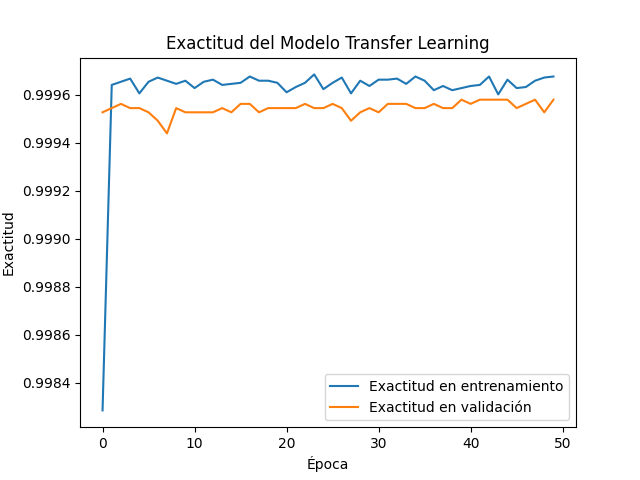 Exactitud del Modelo Transfer Learning
Exactitud
0.9996
0.9994
0.9992
0.9990
0.9988
0.9986
0.9984
0 10 20 30 40 50
Época
Exactitud en entrenamiento
Exactitud en validación